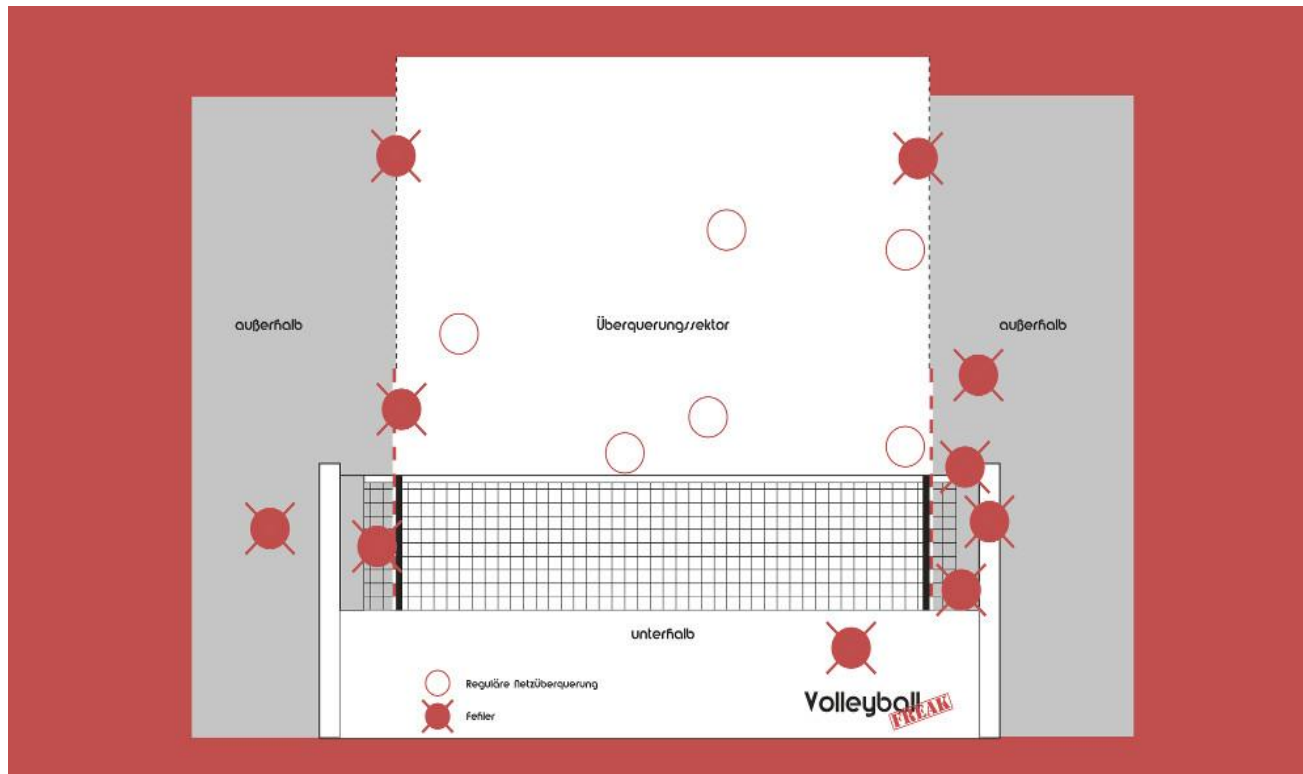 außerhalb
Überquerungssektor
außerhalb
unterhalb
Reguläre Netzüberquerung
Fehler
Volleyball
FREAK